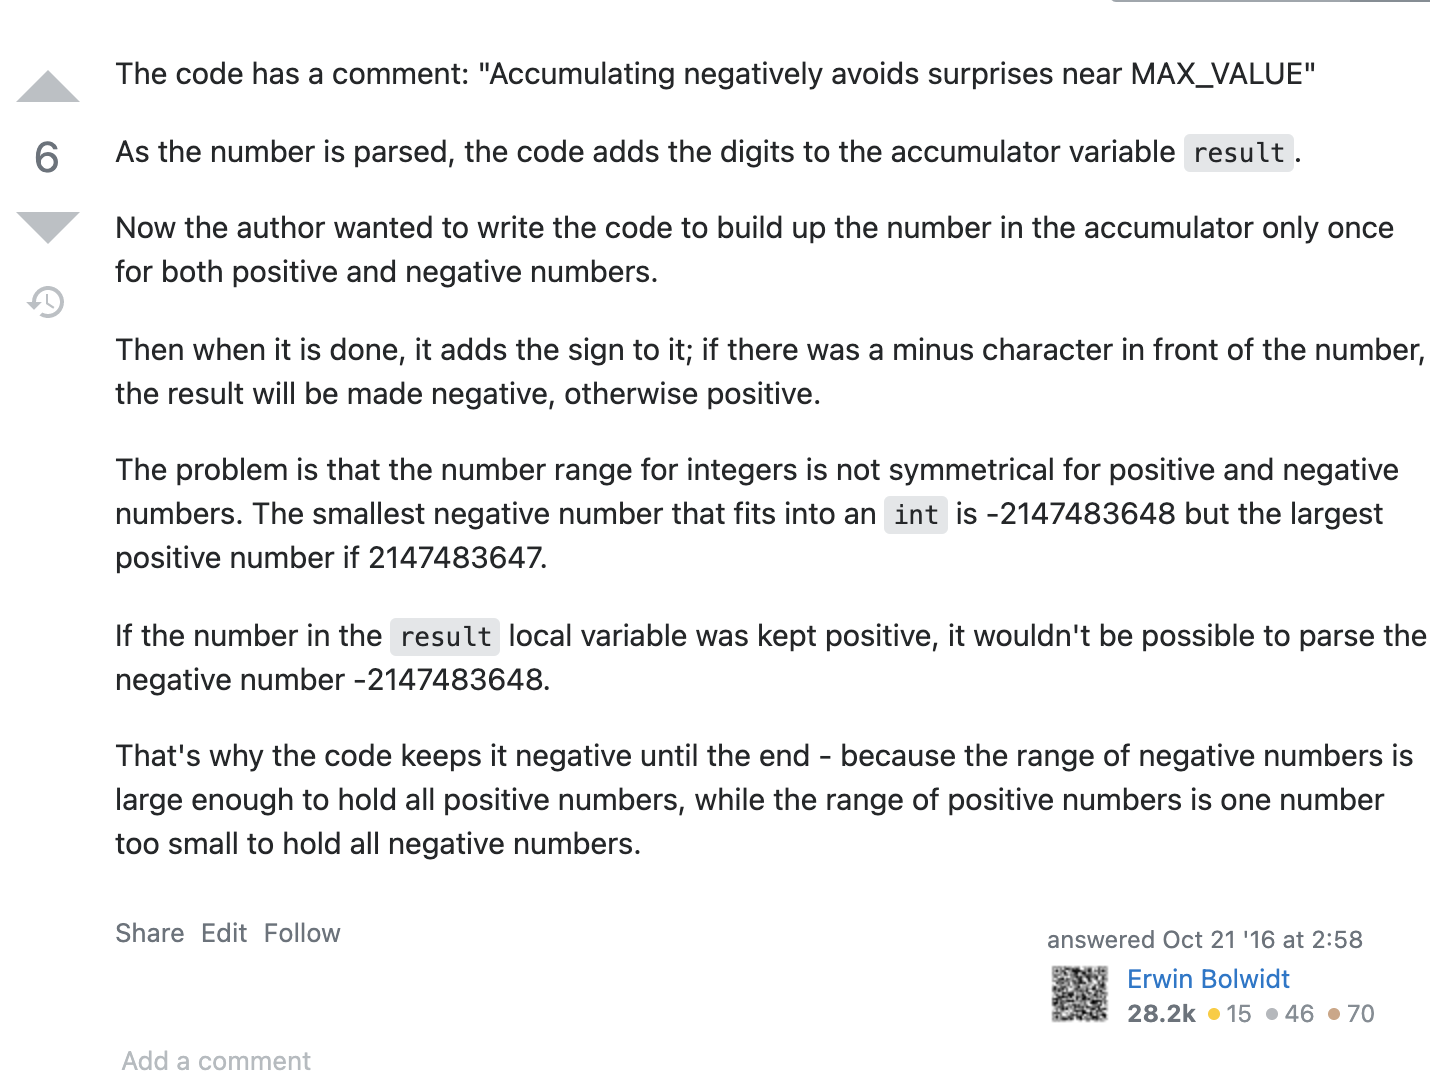 The code has a comment: "Accumulating negatively avoids surprises near MAX_VALUE"
6
As the number is parsed, the code adds the digits to the accumulator variable result.
Now the author wanted to write the code to build up the number in the accumulator only once
for both positive and negative numbers.
Then when it is done, it adds the sign to it; if there was a minus character in front of the number,
the result will be made negative, otherwise positive.
The problem is that the number range for integers is not symmetrical for positive and negative
numbers. The smallest negative number that fits into an int is -2147483648 but the largest
positive number if 2147483647.
If the number in the result local variable was kept positive, it wouldn't be possible to parse the
negative number -2147483648.
That's why the code keeps it negative until the end - because the range of negative numbers is
large enough to hold all positive numbers, while the range of positive numbers is one number
too small to hold all negative numbers.
Share Edit Follow
answered Oct 21 '16 at 2:58
Erwin Bolwidt
28.2k 15 46 70
Add a comment